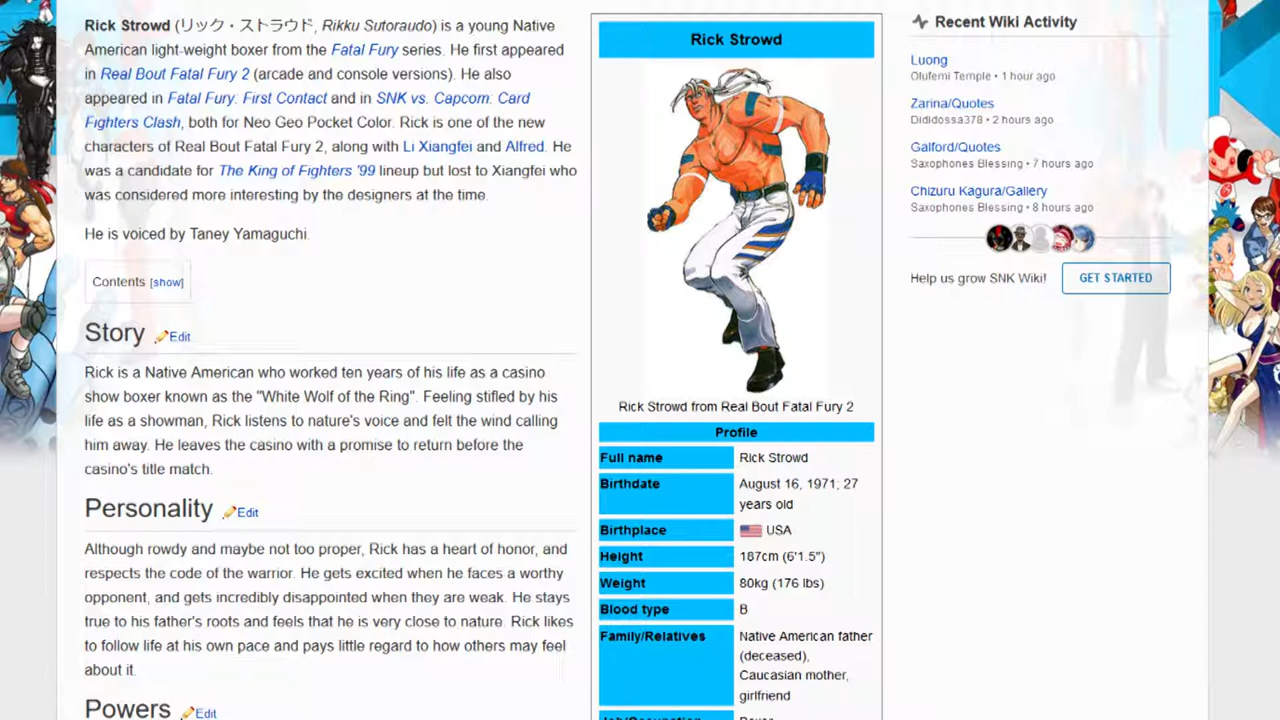 Rick Strowd (リック・ストラウド, Rikku Sutoraudo) is a young Native
American light-weight boxer from the Fatal Fury series. He first appeared
in Real Bout Fatal Fury 2 (arcade and console versions). He also
appeared in Fatal Fury: First Contact and in SNK vs. Capcom: Card
Fighters Clash, both for Neo Geo Pocket Color. Rick is one of the new
characters of Real Bout Fatal Fury 2, along with Li Xiangfei and Alfred. He
was a candidate for The King of Fighters '99 lineup but lost to Xiangfei who
was considered more interesting by the designers at the time.
He is voiced by Taney Yamaguchi.
Contents [show]
Story Edit
Rick is a Native American who worked ten years of his life as a casino
show boxer known as the "White Wolf of the Ring". Feeling stifled by his
life as a showman, Rick listens to nature's voice and felt the wind calling
him away. He leaves the casino with a promise to return before the
casino's title match.
Personality Edit
Although rowdy and maybe not too proper, Rick has a heart of honor, and
respects the code of the warrior. He gets excited when he faces a worthy
opponent, and gets incredibly disappointed when they are weak. He stays
true to his father's roots and feels that he is very close to nature. Rick likes
to follow life at his own pace and pays little regard to how others may feel
about it.
Powers Edit
Rick Strowd
Rick Strowd from Real Bout Fatal Fury 2
Profile
Full name Rick Strowd
Birthdate August 16, 1971; 27
years old
Birthplace USA
Height 187cm (6'1.5")
Weight 80kg (176 lbs)
Blood type B
Family/Relatives Native American father
(deceased),
Caucasian mother,
girlfriend
Job/Occupation Boxer
Recent Wiki Activity
Luong
Olufemi Temple • 1 hour ago
Zarina/Quotes
Dididossa378 • 2 hours ago
Galford/Quotes
Saxophones Blessing • 7 hours ago
Chizuru Kagura/Gallery
Saxophones Blessing • 8 hours ago
Help us grow SNK Wiki! GET STARTED